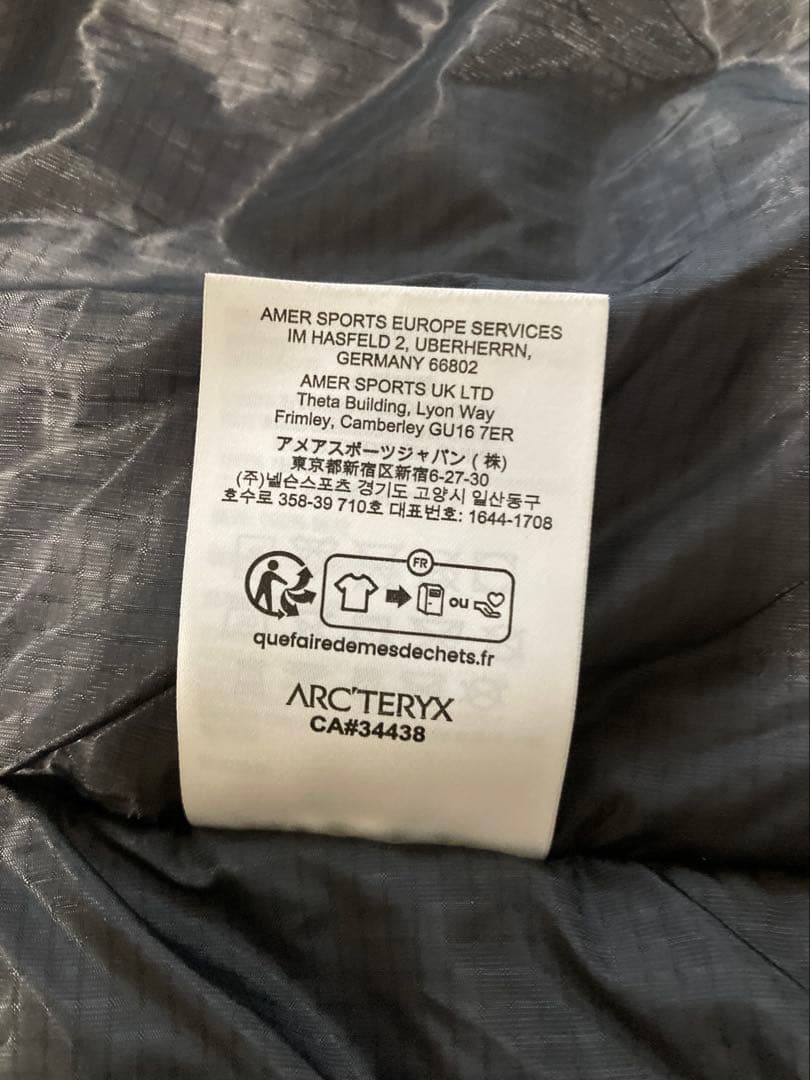 AMER SPORTS EUROPE SERVICES
IM HASFELD 2, UBERHERRN,
GERMANY 66802
AMER SPORTS UK LTD
Theta Building, Lyon Way
Frimley, Camberley GU16 7ER
アメアスポーツジャパン (株)
東京都新宿区新宿6-27-30
(주)넬슨스포츠 경기도 고양시 일산동구
호수로 358-39 710호 대표번호: 1644-1708
FR
ou
quefairedemesdechets.fr
ARC'TERYX
CA#34438